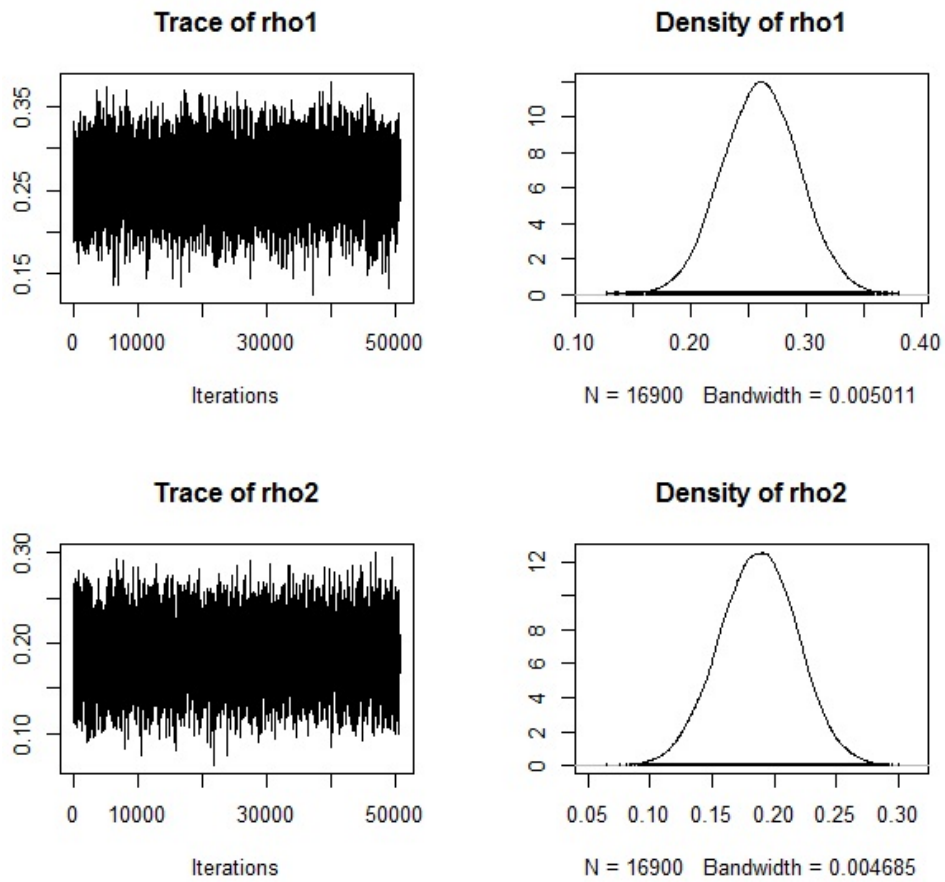 Trace of rho1
Density of rho1
0.35
0.25
0.15
0 10000 30000 50000
Iterations
10
8
6
4
2
0
0.10 0.20 0.30 0.40
N = 16900 Bandwidth = 0.005011
Trace of rho2
Density of rho2
0.30
0.20
0.10
0 10000 30000 50000
Iterations
12
8
6
4
2
0
0.05 0.10 0.15 0.20 0.25 0.30
N = 16900 Bandwidth = 0.004685